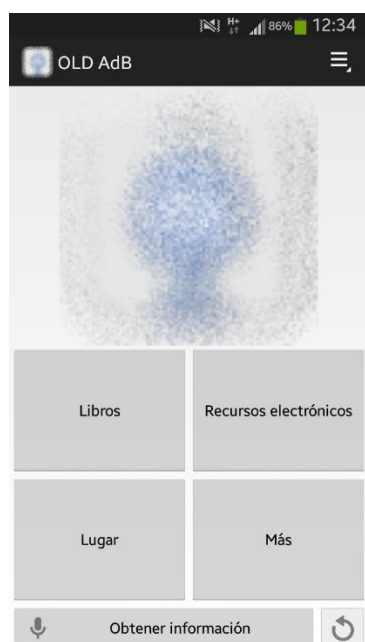 H+ 86% 12:34
OLD AdB
Libros Recursos electrónicos
Lugar Más
Obtener información